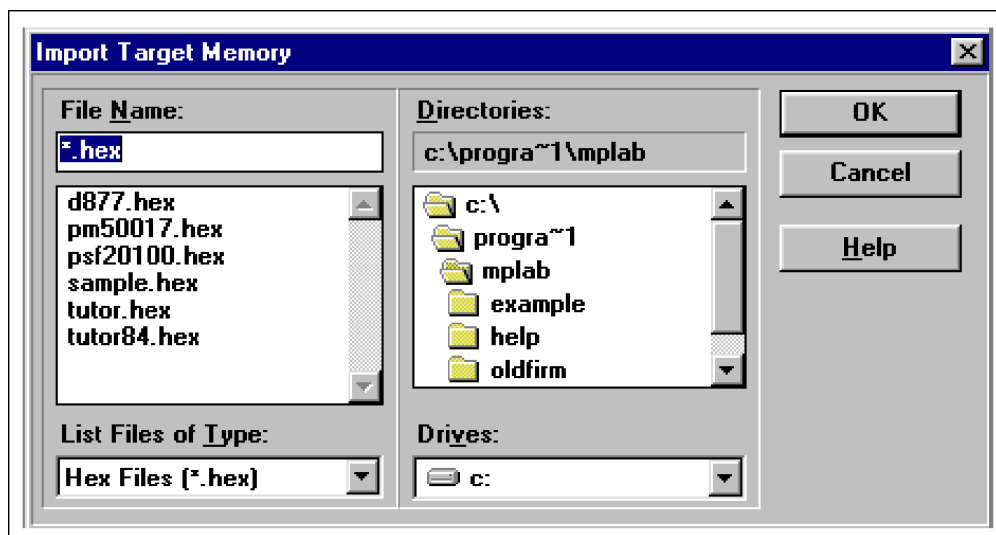 Import Target Memory
File Name:
*.hex
d877.hex
pm50017.hex
psf20100.hex
sample.hex
tutor.hex
tutor84.hex
List Files of Type:
Hex Files (*.hex)
Directories:
c:\progra~1\mplab
c:\
progra~1
mplab
example
help
oldfirm
Drives:
c:
OK
Cancel
Help